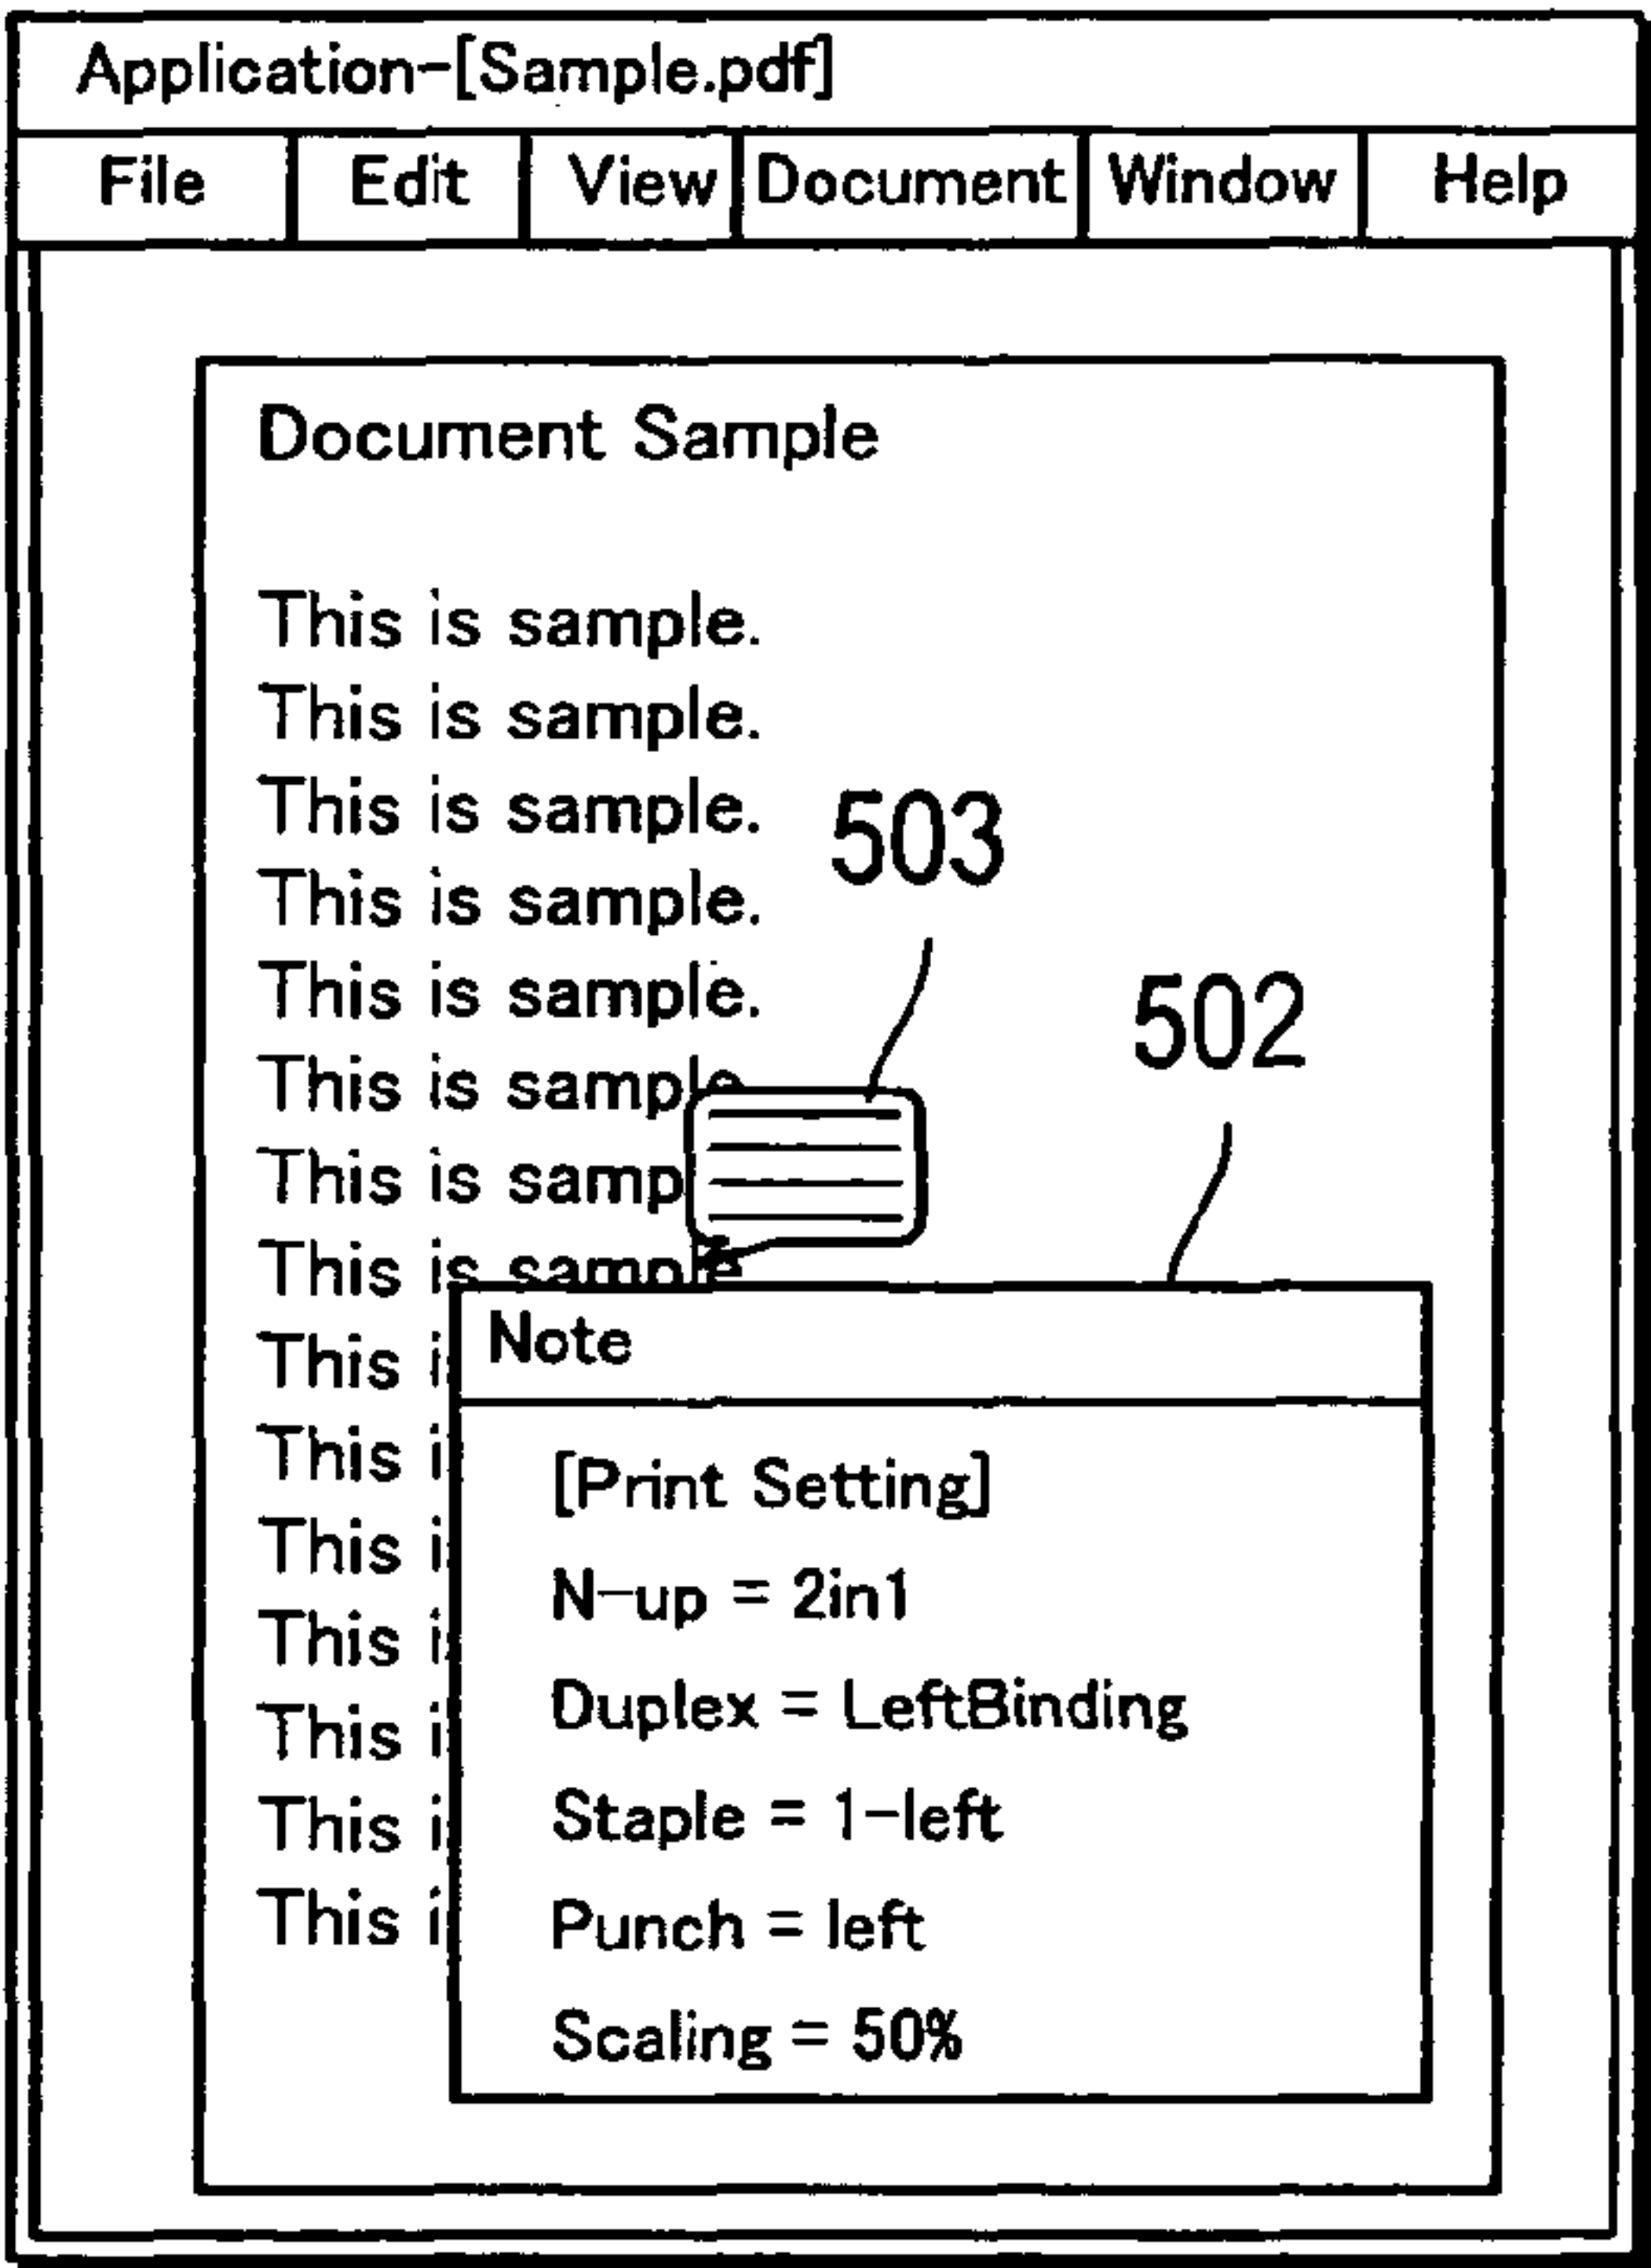 Application-[Sample.pdf]
File Edit View Document Window Help
Document Sample
This is sample.
This is sample.
This is sample.
503
This is sample.
This is sample.
502
This is sample
This is samp
This is sample
This i
This i
This i
This i
This i
This i
This i
Note
[Print Setting]
N-up = 2in1
Duplex = LeftBinding
Staple = 1-left
Punch = left
Scaling = 50%